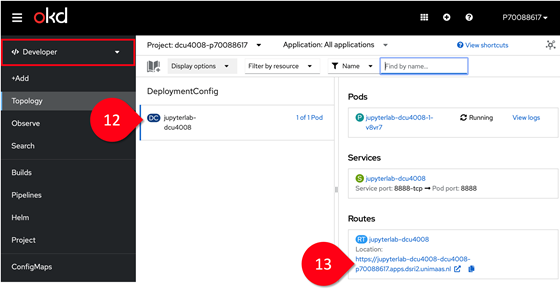 okd
P70088617
</> Developer
Project: dcu4008-p70088617
Application: All applications
View shortcuts
Display options
Filter by resource
Name
Find by name...
+Add
Topology
Observe
Search
Builds
Pipelines
Helm
Project
ConfigMaps
DeploymentConfig
12
DC jupyterlab-
dcu4008
1 of 1 Pod
Pods
P jupyterlab-dcu4008-1-
v8vr7
Running
View logs
Services
S jupyterlab-dcu4008
Service port: 8888-tcp → Pod port: 8888
Routes
RT jupyterlab-dcu4008
Location:
13
https://jupyterlab-dcu4008-dcu4008-
p70088617.apps.dsri2.unimaas.nl